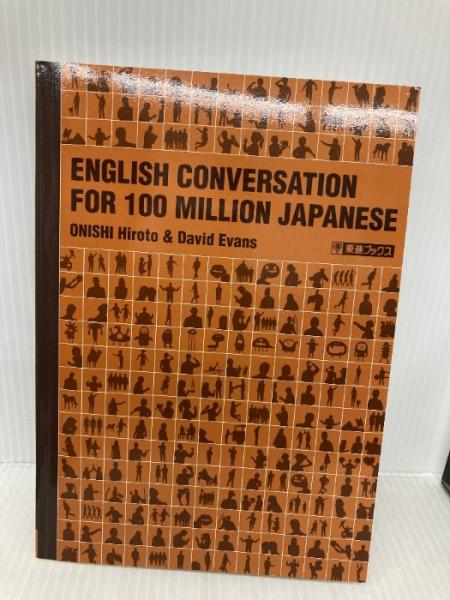 ENGLISH CONVERSATION
FOR 100 MILLION JAPANESE
ONISHI Hiroto & David Evans
東進ブックス